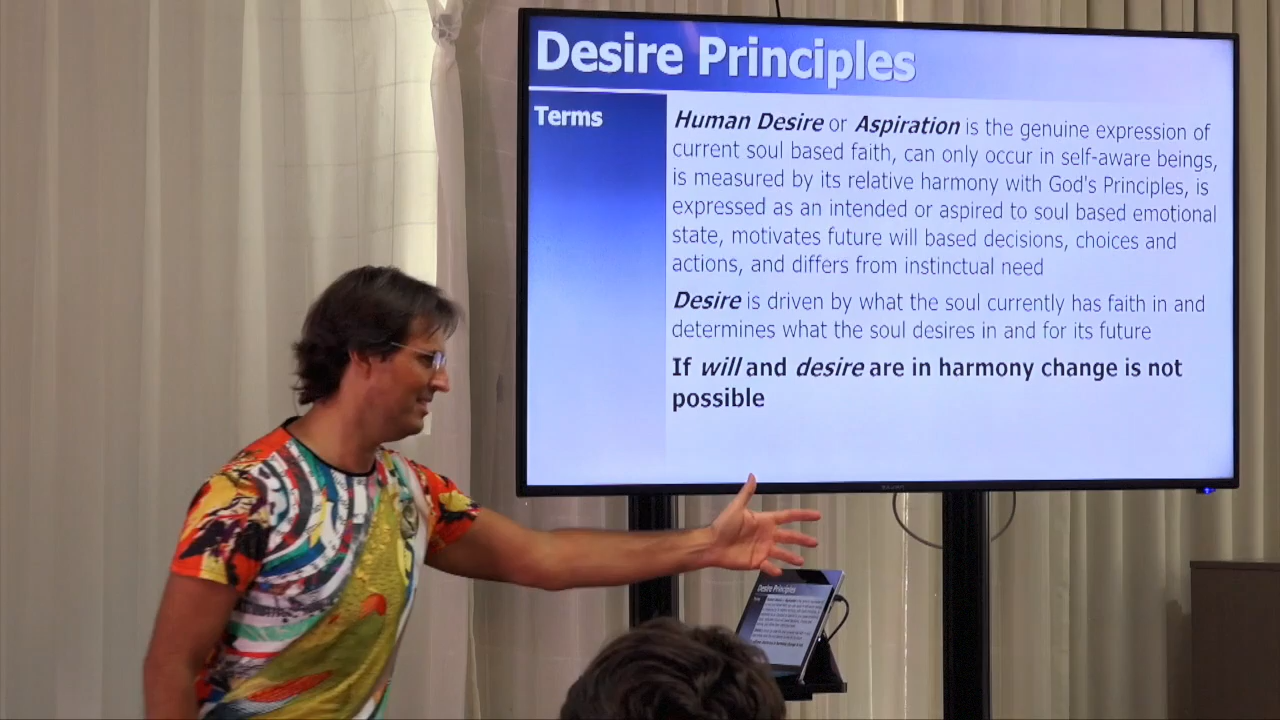 Desire Principles
Terms
Human Desire or Aspiration is the genuine expression of
current soul based faith, can only occur in self-aware beings,
is measured by its relative harmony with God's Principles, is
expressed as an intended or aspired to soul based emotional
state, motivates future will based decisions, choices and
actions, and differs from instinctual need
Desire is driven by what the soul currently has faith in and
determines what the soul desires in and for its future
If will and desire are in harmony change is not
possible
Desire Principles